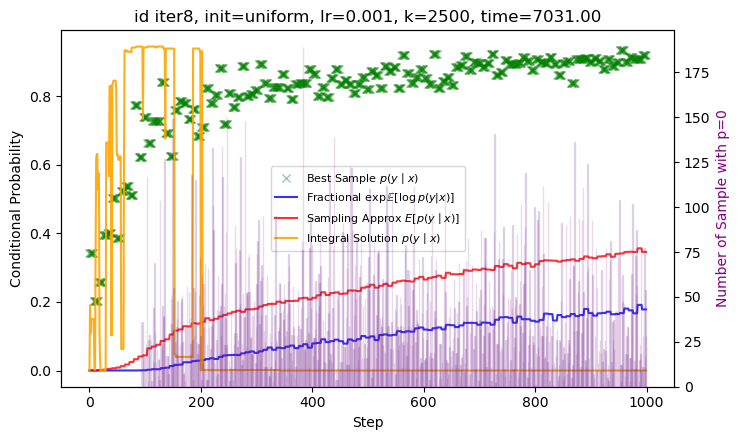 id iter8, init=uniform, lr=0.001, k=2500, time=7031.00
Conditional Probability
0.8
0.6
0.4
0.2
0.0
Best Sample p(y | x)
Fractional exp𝔼[log p(y|x)]
Sampling Approx E[p(y | x)]
Integral Solution p(y | x)
175
150
125
100
75
50
25
0
Number of Sample with p=0
0 200 400 600 800 1000
Step